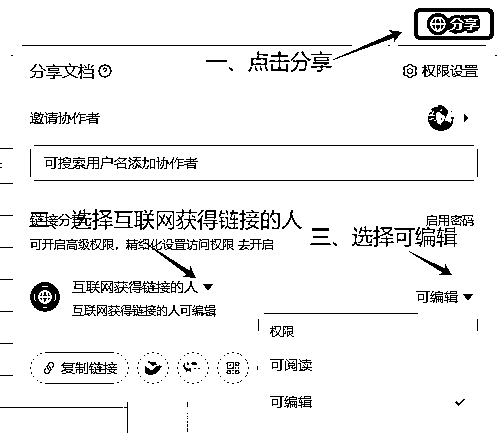 分享
一、点击分享
分享文档
权限设置
邀请协作者
可搜索用户名添加协作者
选择互联网获得链接的人
启用密码
可开启高级权限，精细化设置访问权限 去开启
三、选择可编辑
互联网获得链接的人
可编辑
互联网获得链接的人可编辑
权限
复制链接
可阅读
可编辑